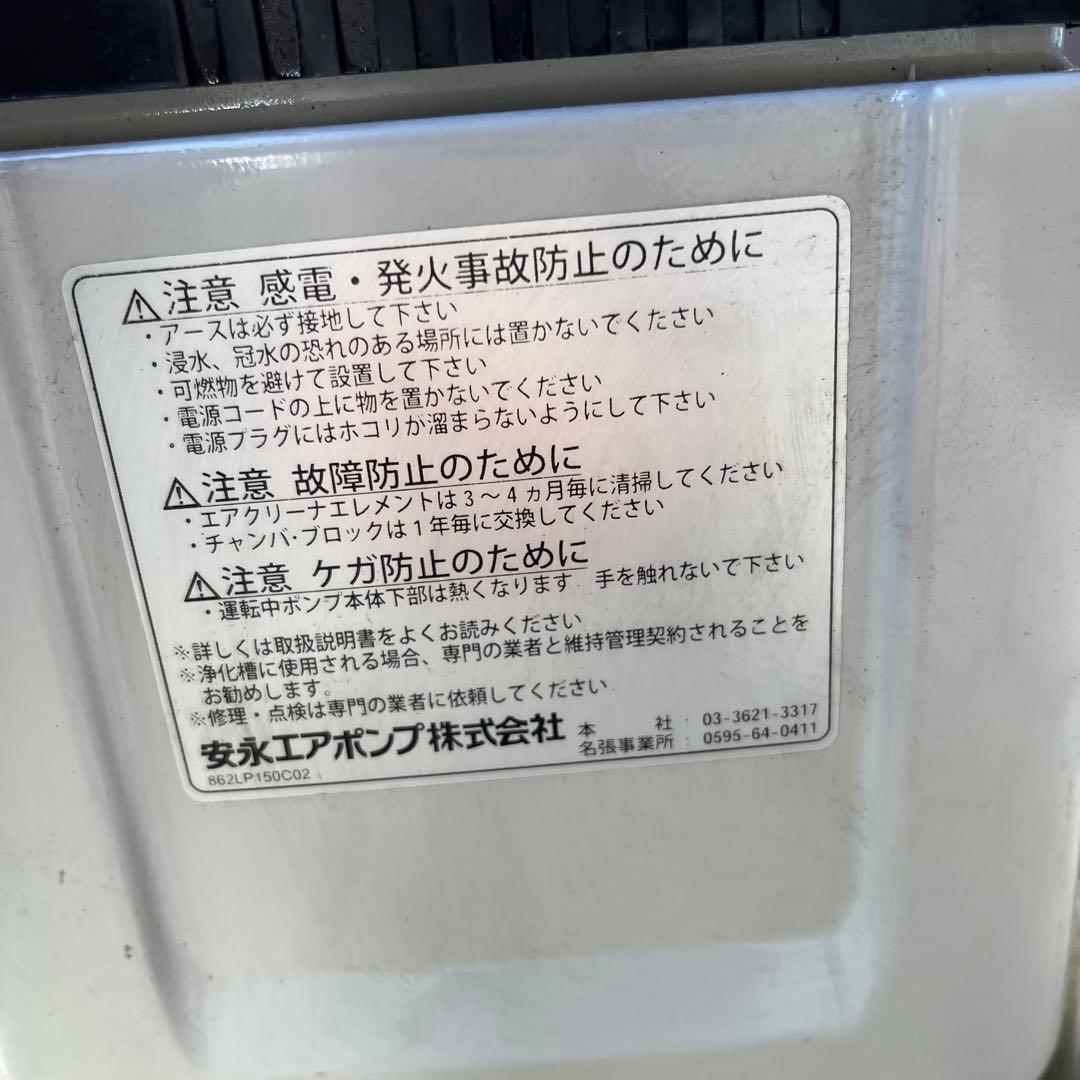 ⚠注意 感電・発火事故防止のために
・アースは必ず接地して下さい
・浸水、冠水の恐れのある場所には置かないでください
・可燃物を避けて設置して下さい
・電源コードの上に物を置かないでください
・電源プラグにはホコリが溜まらないようにして下さい
⚠注意 故障防止のために
・エアクリーナエレメントは3～4ヵ月毎に清掃してください
・チャンバ・ブロックは1年毎に交換してください
⚠注意 ケガ防止のために
・運転中ポンプ本体下部は熱くなります 手を触れないで下さい
※詳しくは取扱説明書をよくお読みください
※浄化槽に使用される場合、専門の業者と維持管理契約されることを
お勧めします。
※修理・点検は専門の業者に依頼してください
安永エアポンプ株式会社 本社：03-3621-3317
名張事業所：0595-64-0411
862LP150C02